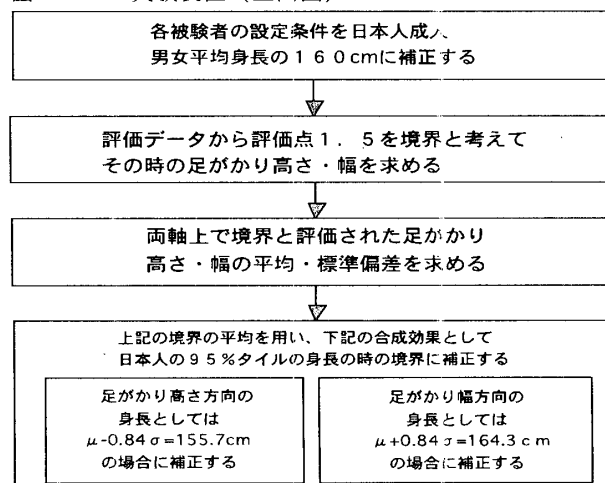 各被験者の設定条件を日本人成人
男女平均身長の１６０cmに補正する
評価データから評価点１．５を境界と考えて
その時の足がかり高さ・幅を求める
両軸上で境界と評価された足がかり
高さ・幅の平均・標準偏差を求める
上記の境界の平均を用い、下記の合成効果として
日本人の９５％タイルの身長の時の境界に補正する
足がかり高さ方向の
身長としては
μ-0.84σ=155.7cm
の場合に補正する
足がかり幅方向の
身長としては
μ+0.84σ=164.3ｃｍ
の場合に補正する